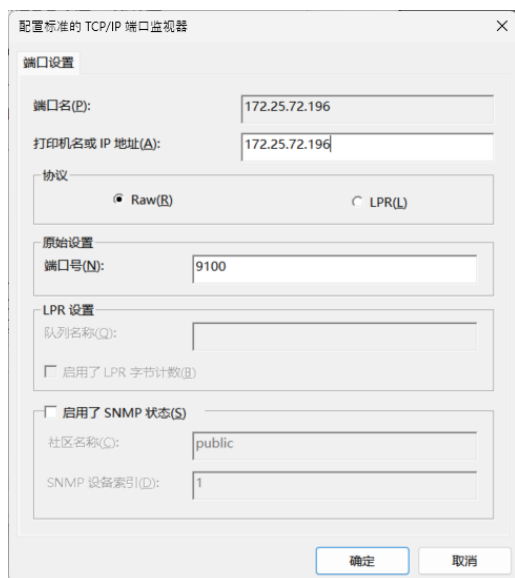 配置标准的 TCP/IP 端口监视器
端口设置
端口名(P): 172.25.72.196
打印机名或 IP 地址(A): 172.25.72.196
协议
Raw(R) LPR(L)
原始设置
端口号(N): 9100
LPR 设置
队列名称(Q):
启用了 LPR 字节计数(B)
启用了 SNMP 状态(S)
社区名称(C): public
SNMP 设备索引(D): 1
确定 取消